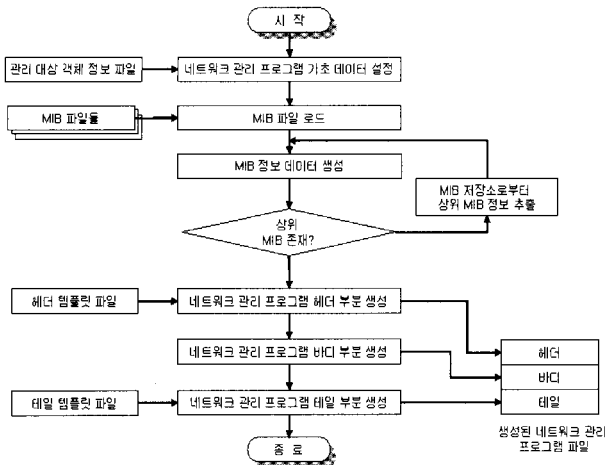 시 작
관리 대상 객체 정보 파일
네트워크 관리 프로그램 기초 데이터 설정
MIB 파일들
MIB 파일 로드
MIB 정보 데이터 생성
MIB 저장소로부터
상위 MIB 정보 추출
상위
MIB 존재?
헤더 템플릿 파일
네트워크 관리 프로그램 헤더 부분 생성
네트워크 관리 프로그램 바디 부분 생성
헤더
바디
테일 템플릿 파일
네트워크 관리 프로그램 테일 부분 생성
테일
생성된 네트워크 관리
프로그램 파일
종 료